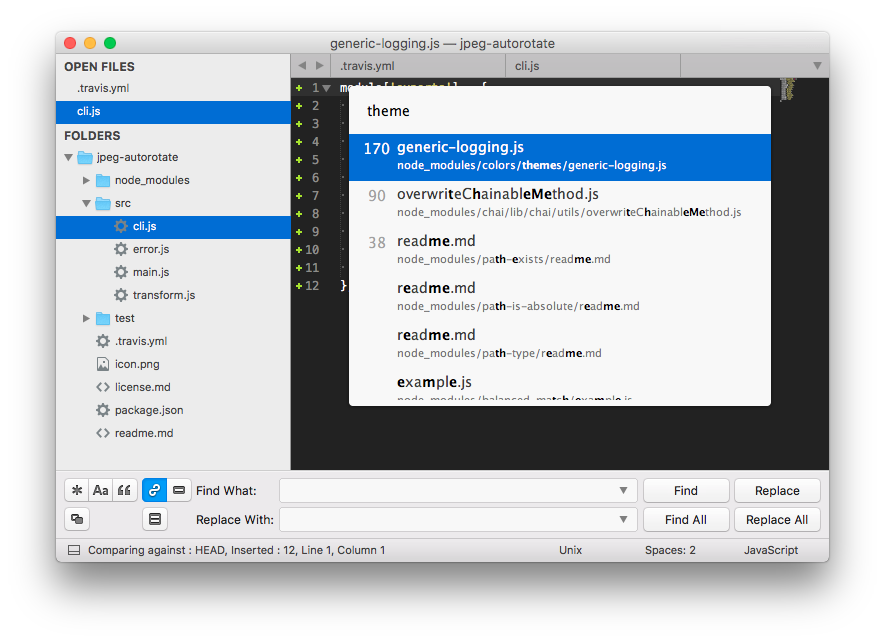 generic-logging.js — jpeg-autorotate
OPEN FILES
.travis.yml
cli.js
FOLDERS
jpeg-autorotate
node_modules
src
cli.js
error.js
main.js
transform.js
test
.travis.yml
icon.png
license.md
package.json
readme.md
.travis.yml
cli.js
1
2
3
4
5
6
7
8
9
10
11
12 }
theme
170 generic-logging.js
node_modules/colors/themes/generic-logging.js
90 overwriteChainableMethod.js
node_modules/chai/lib/chai/utils/overwriteChainableMethod.js
38 readme.md
node_modules/path-exists/readme.md
readme.md
node_modules/path-is-absolute/readme.md
readme.md
node_modules/path-type/readme.md
example.js
node_modules/balanced-match/example.js
Aa
Find What:
Find
Replace
Replace With:
Find All
Replace All
Comparing against : HEAD, Inserted : 12, Line 1, Column 1
Unix
Spaces: 2
JavaScript